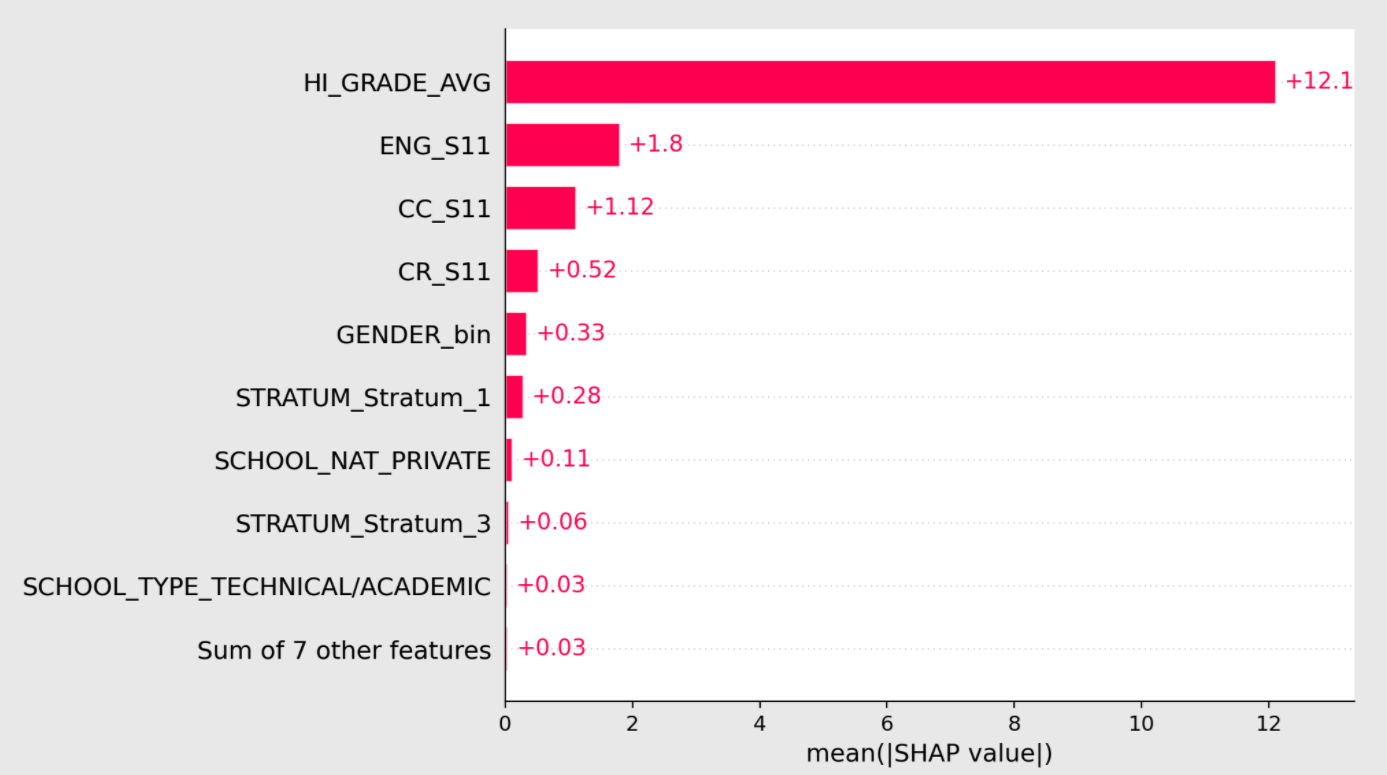 HI_GRADE_AVG +12.1
ENG_S11 +1.8
CC_S11 +1.12
CR_S11 +0.52
GENDER_bin +0.33
STRATUM_Stratum_1 +0.28
SCHOOL_NAT_PRIVATE +0.11
STRATUM_Stratum_3 +0.06
SCHOOL_TYPE_TECHNICAL/ACADEMIC +0.03
Sum of 7 other features +0.03
0 2 4 6 8 10 12
mean(|SHAP value|)